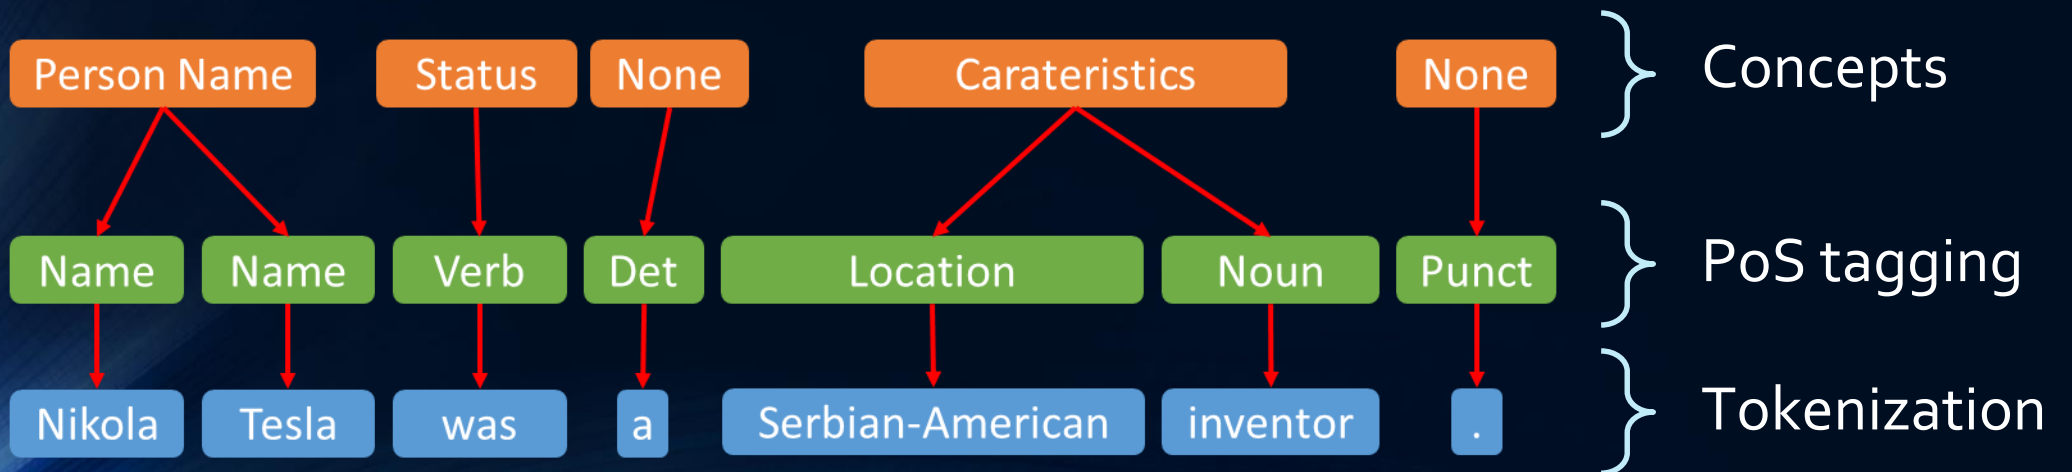 Person Name Status None Carateristics None Concepts
Name Name Verb Det Location Noun Punct PoS tagging
Nikola Tesla was a Serbian-American inventor . Tokenization